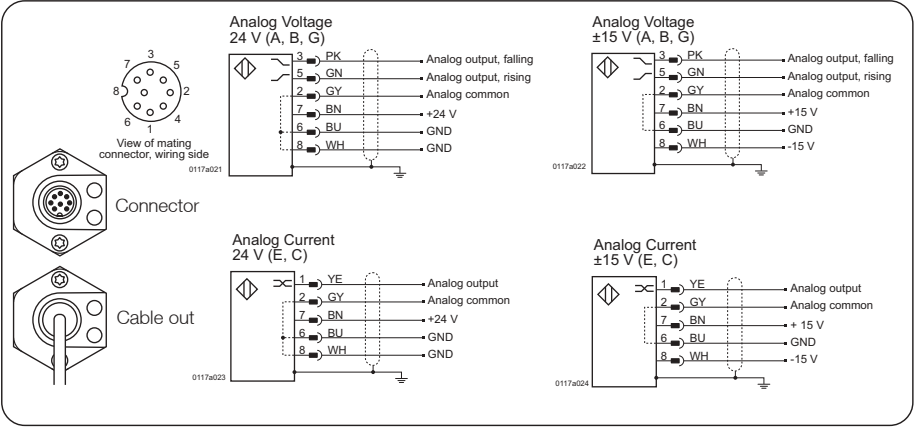 Analog Voltage
24 V (A, B, G)
3 PK Analog output, falling
5 GN Analog output, rising
2 GY Analog common
7 BN +24 V
6 BU GND
8 WH GND
0117a021
Analog Voltage
±15 V (A, B, G)
3 PK Analog output, falling
5 GN Analog output, rising
2 GY Analog common
7 BN +15 V
6 BU GND
8 WH -15 V
0117a022
3
7 5
8 2
6 4
1
View of mating
connector, wiring side
Connector
Cable out
Analog Current
24 V (E, C)
1 YE Analog output
2 GY Analog common
7 BN +24 V
6 BU GND
8 WH GND
0117a023
Analog Current
±15 V (E, C)
1 YE Analog output
2 GY Analog common
7 BN + 15 V
6 BU GND
8 WH -15 V
0117a024